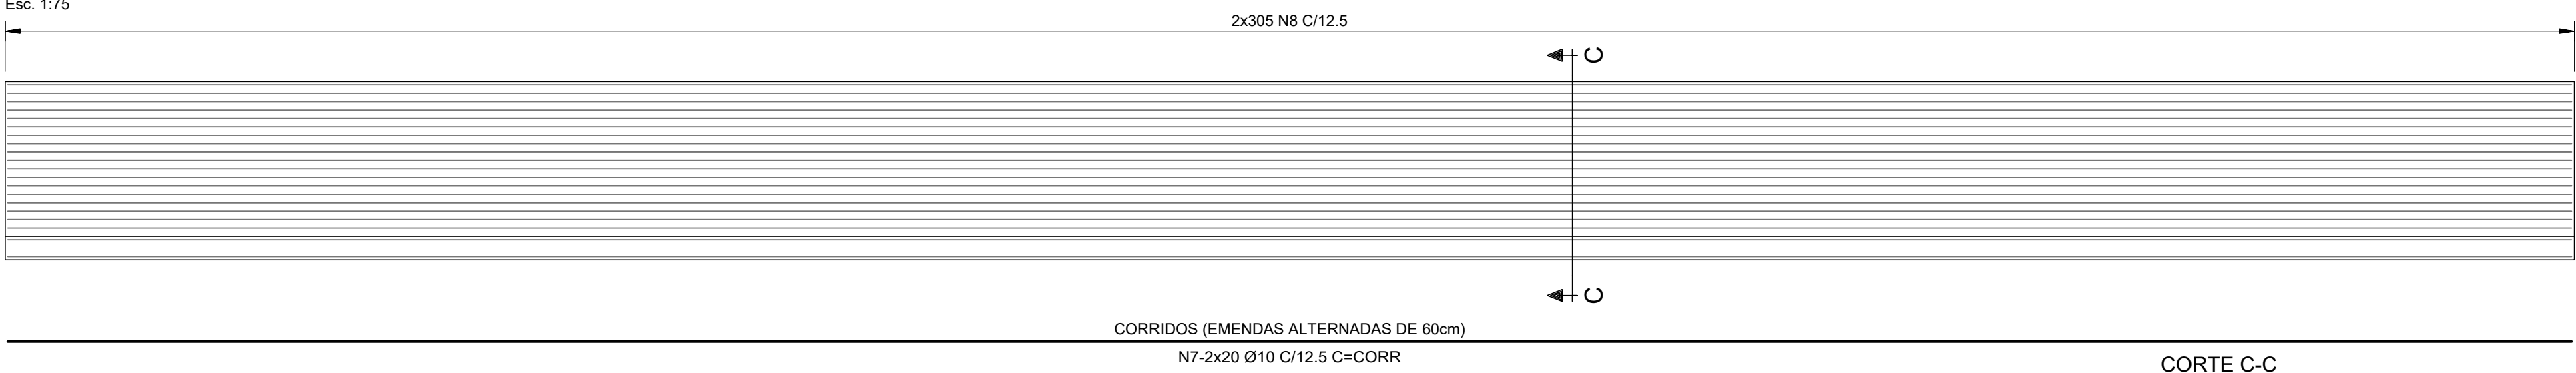 Esc. 1:75
2x305 N8 C/12.5
C
C
CORRIDOS (EMENDAS ALTERNADAS DE 60cm)
N7-2x20 Ø10 C/12.5 C=CORR
CORTE C-C